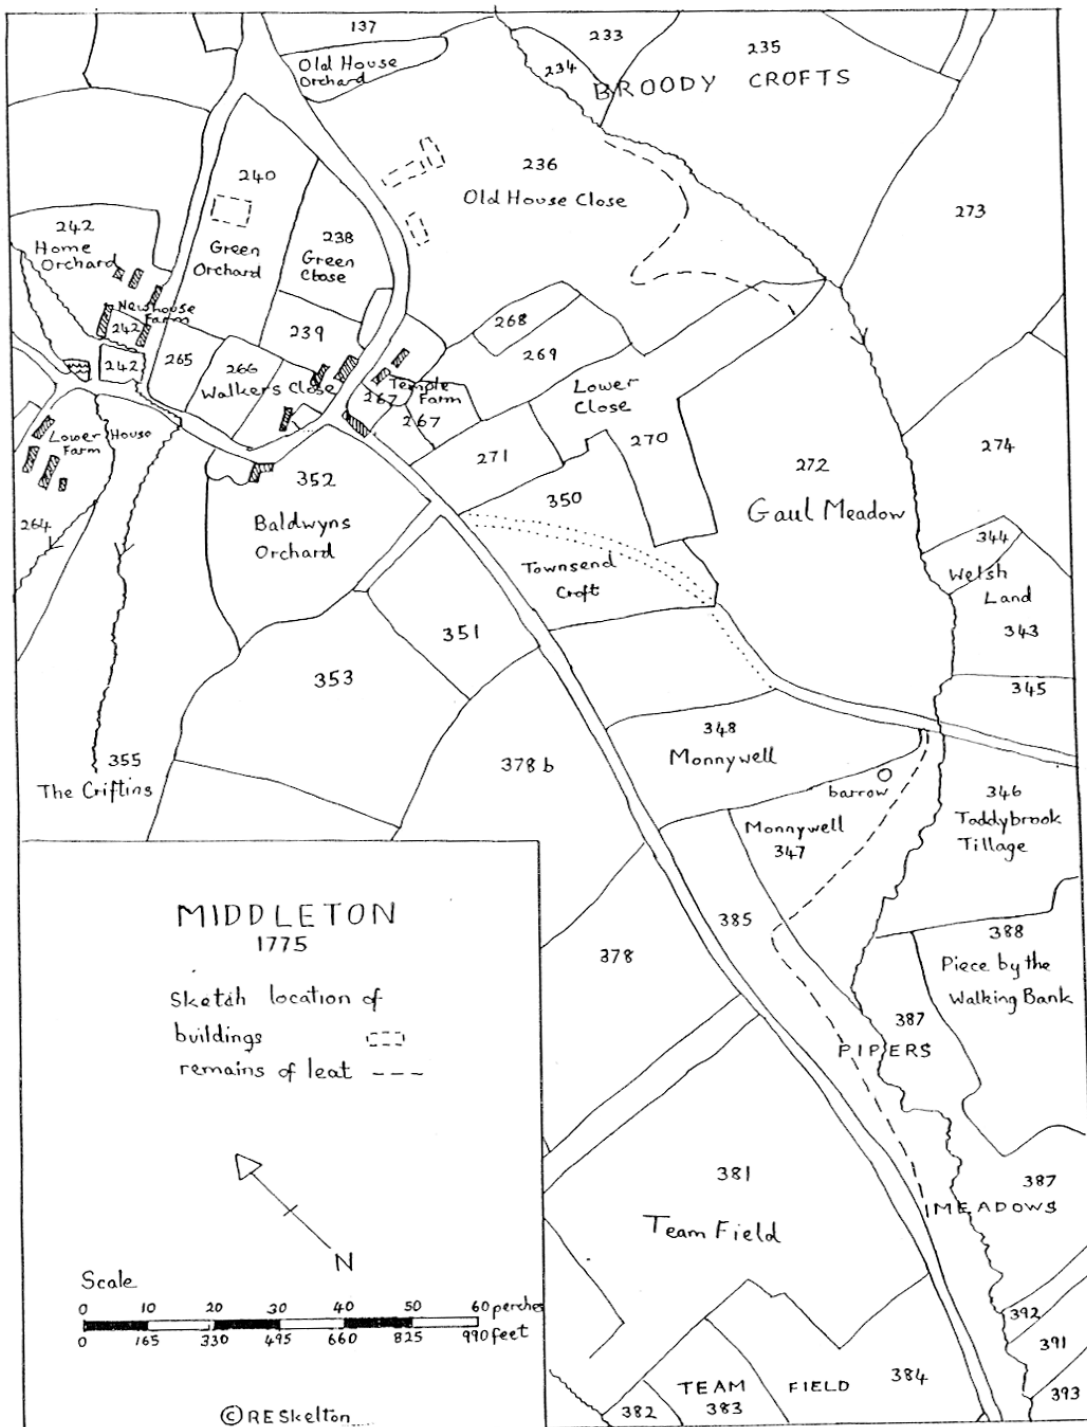 137
233
235
Old House
Orchard
234
BROODY CROFTS
236
Old House Close
240
273
242
Home
Orchard
238
Green
Close
Green
Orchard
Newhouse
Farm
242
268
239
269
242
265
266
Walkers Close
Temple
Farm
267
267
Lower
Close
270
Lower House
Farm
271
274
352
272
350
Baldwyns
Orchard
Gaul Meadow
264
344
Townsend
Croft
Welsh
Land
351
343
353
345
348
Monnywell
355
378 b
The Criftins
barrow
346
Toddybrook
Tillage
Monnywell
347
MIDDLETON
1775
385
388
378
Piece by the
Walking Bank
Sketch location of
buildings
remains of leat
387
PIPERS
381
387
MEADOWS
Team Field
N
Scale
0 10 20 30 40 60 perches
0 165 330 495 660 825 990 feet
392
391
384
TEAM FIELD
393
382
383
© RESkelton